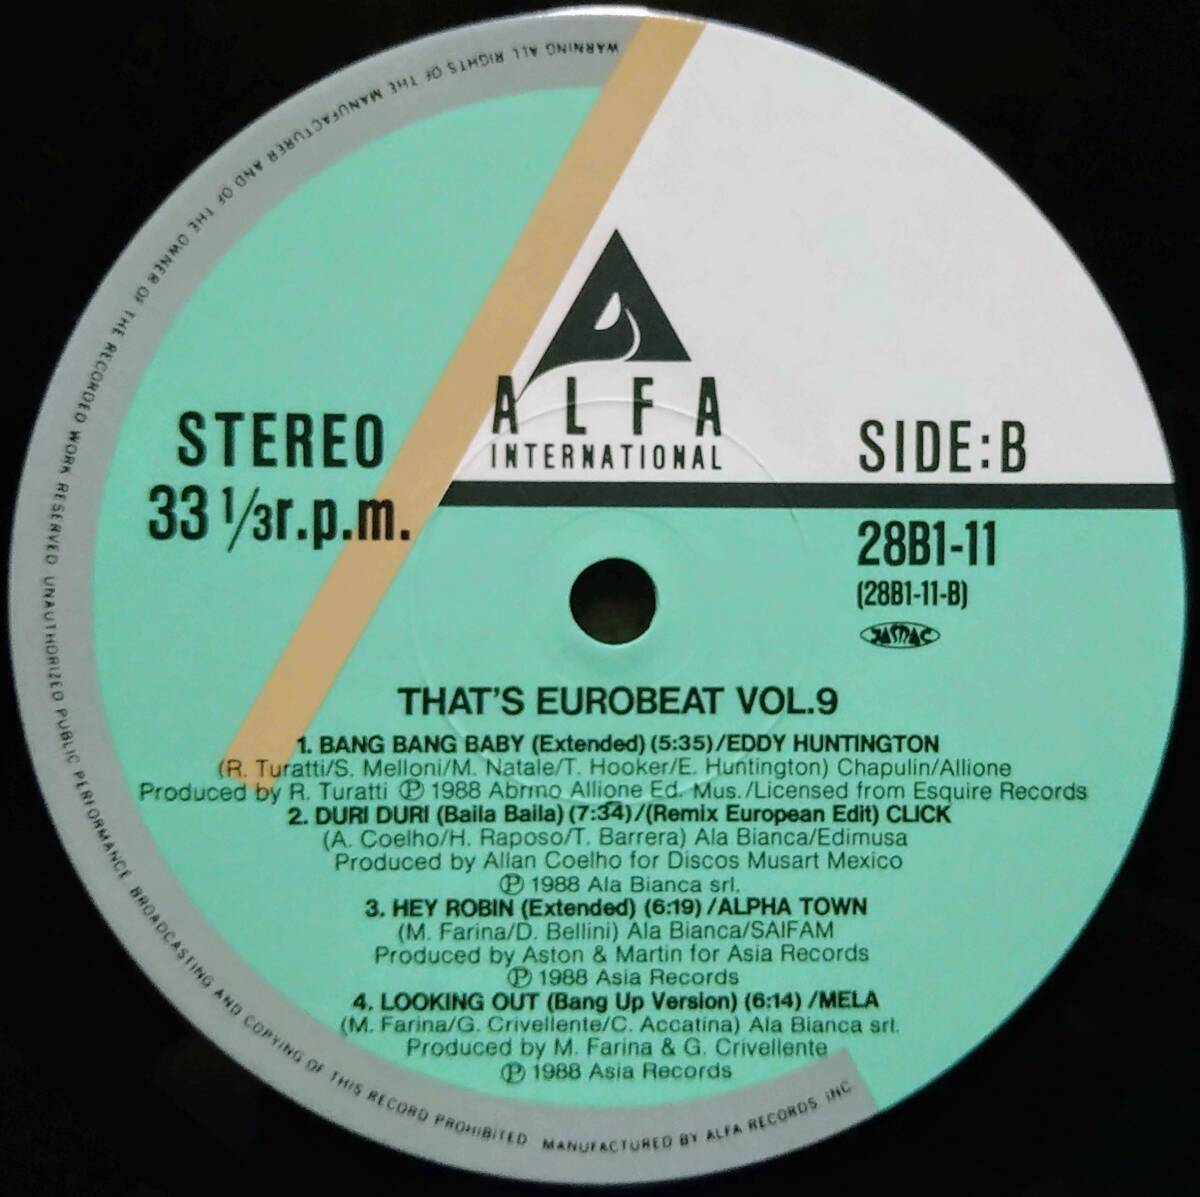 ALFA
INTERNATIONAL
STEREO
33 1/3 r.p.m.
SIDE:B
28B1-11
(28B1-11-B)
JASRAC
THAT'S EUROBEAT VOL.9
1. BANG BANG BABY (Extended) (5:35)/EDDY HUNTINGTON
(R. Turatti/S. Melloni/M. Natale/T. Hooker/E. Huntington) Chapulin/Allione
Produced by R. Turatti Ⓟ 1988 Abrmo Allione Ed. Mus./Licensed from Esquire Records
2. DURI DURI (Baila Baila) (7:34)/(Remix European Edit) CLICK
(A. Coelho/H. Raposo/T. Barrera) Ala Bianca/Edimusa
Produced by Allan Coelho for Discos Musart Mexico
Ⓟ 1988 Ala Bianca srl.
3. HEY ROBIN (Extended) (6:19) /ALPHA TOWN
(M. Farina/D. Bellini) Ala Bianca/SAIFAM
Produced by Aston & Martin for Asia Records
Ⓟ 1988 Asia Records
4. LOOKING OUT (Bang Up Version) (6:14) /MELA
(M. Farina/G. Crivellente/C. Accatina) Ala Bianca srl.
Produced by M. Farina & G. Crivellente
Ⓟ 1988 Asia Records
WARNING ALL RIGHTS OF THE MANUFACTURER AND OF THE OWNER OF THE RECORDED WORK RESERVED UNAUTHORIZED PUBLIC PERFORMANCE BROADCASTING AND COPYING OF THIS RECORD PROHIBITED MANUFACTURED BY ALFA RECORDS, INC.